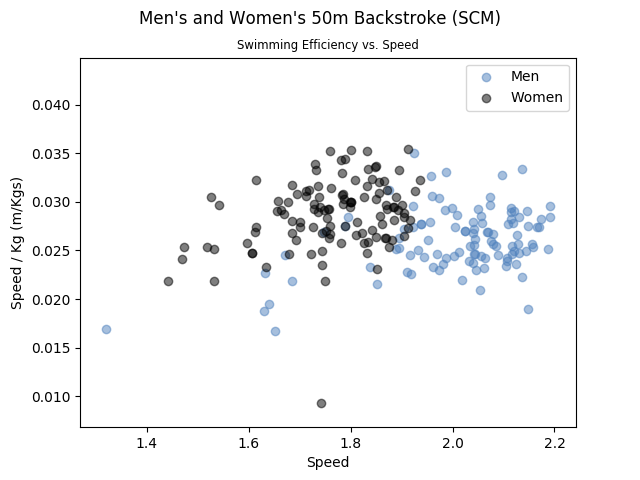 Men's and Women's 50m Backstroke (SCM)
Swimming Efficiency vs. Speed
Men
Women
0.040
0.035
0.030
0.025
0.020
0.015
0.010
Speed / Kg (m/Kgs)
1.4 1.6 1.8 2.0 2.2
Speed